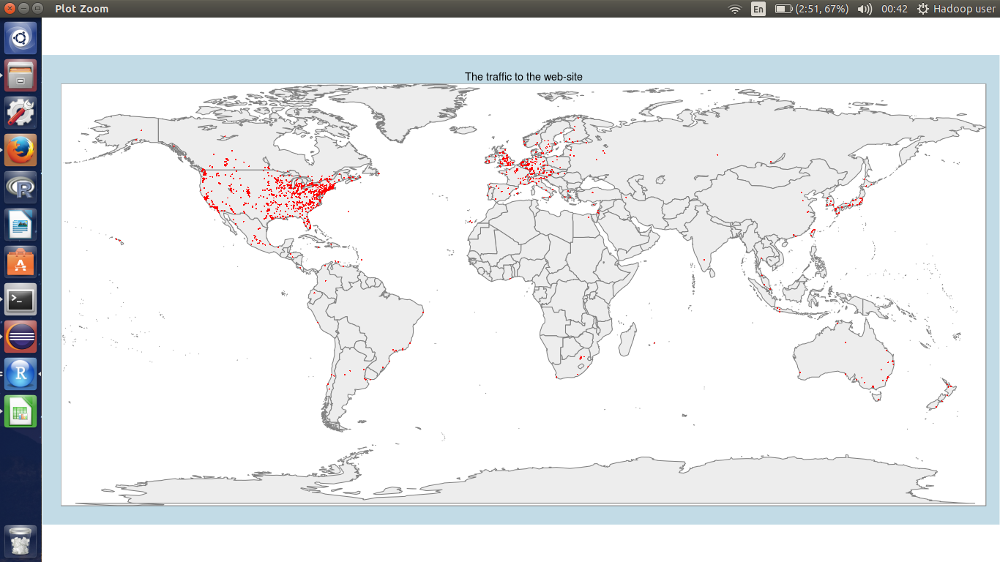 Plot Zoom
En
(2:51, 67%)
00:42
Hadoop user
The traffic to the web-site
R
A
>_
R